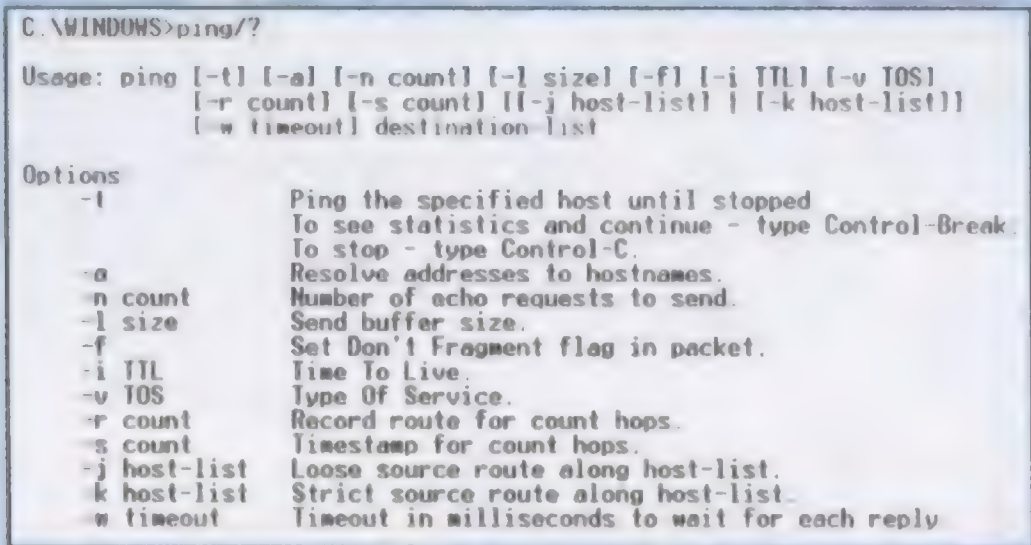 C:\WINDOWS>ping/?
Usage: ping [-t] [-a] [-n count] [-l size] [-f] [-i TTL] [-v TOS]
[-r count] [-s count] [[-j host-list] | [-k host-list]]
[-w timeout] destination-list
Options
-t Ping the specified host until stopped
To see statistics and continue - type Control-Break.
To stop - type Control-C.
-a Resolve addresses to hostnames.
-n count Number of echo requests to send.
-l size Send buffer size.
-f Set Don't Fragment flag in packet.
-i TTL Time To Live.
-v TOS Type Of Service.
-r count Record route for count hops.
-s count Timestamp for count hops.
-j host-list Loose source route along host-list.
-k host-list Strict source route along host-list.
-w timeout Timeout in milliseconds to wait for each reply